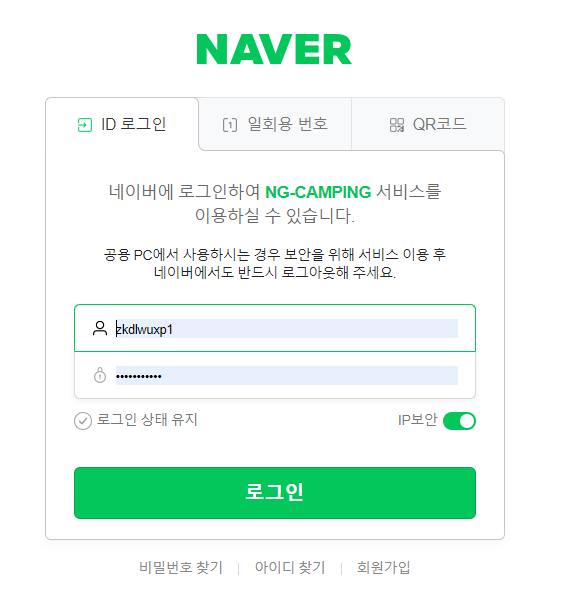 NAVER
ID 로그인
일회용 번호
QR코드
네이버에 로그인하여 NG-CAMPING 서비스를
이용하실 수 있습니다.
공용 PC에서 사용하시는 경우 보안을 위해 서비스 이용 후
네이버에서도 반드시 로그아웃해 주세요.
zkdlwuxp1
•••••••••••
로그인 상태 유지
IP보안
로그인
비밀번호 찾기 | 아이디 찾기 | 회원가입